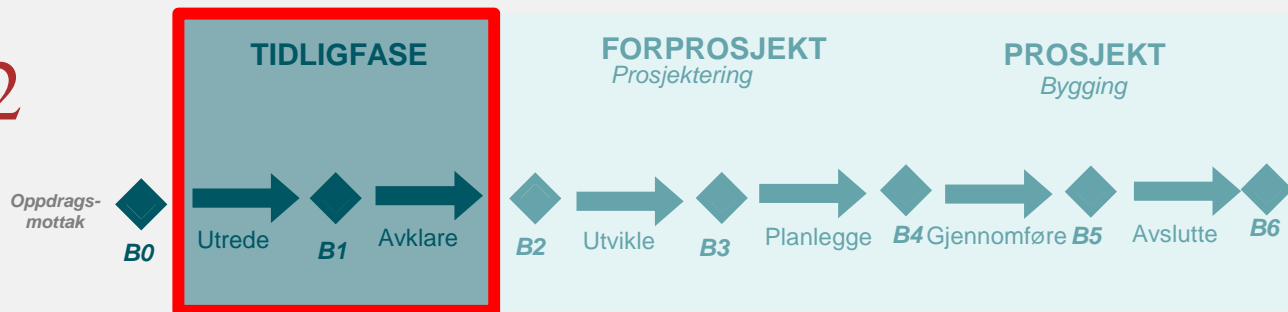 2
TIDLIGFASE
FORPROSJEKT
Prosjektering
PROSJEKT
Bygging
Oppdrags-
mottak
B0
Utrede
B1
Avklare
B2
Utvikle
B3
Planlegge
B4
Gjennomføre
B5
Avslutte
B6